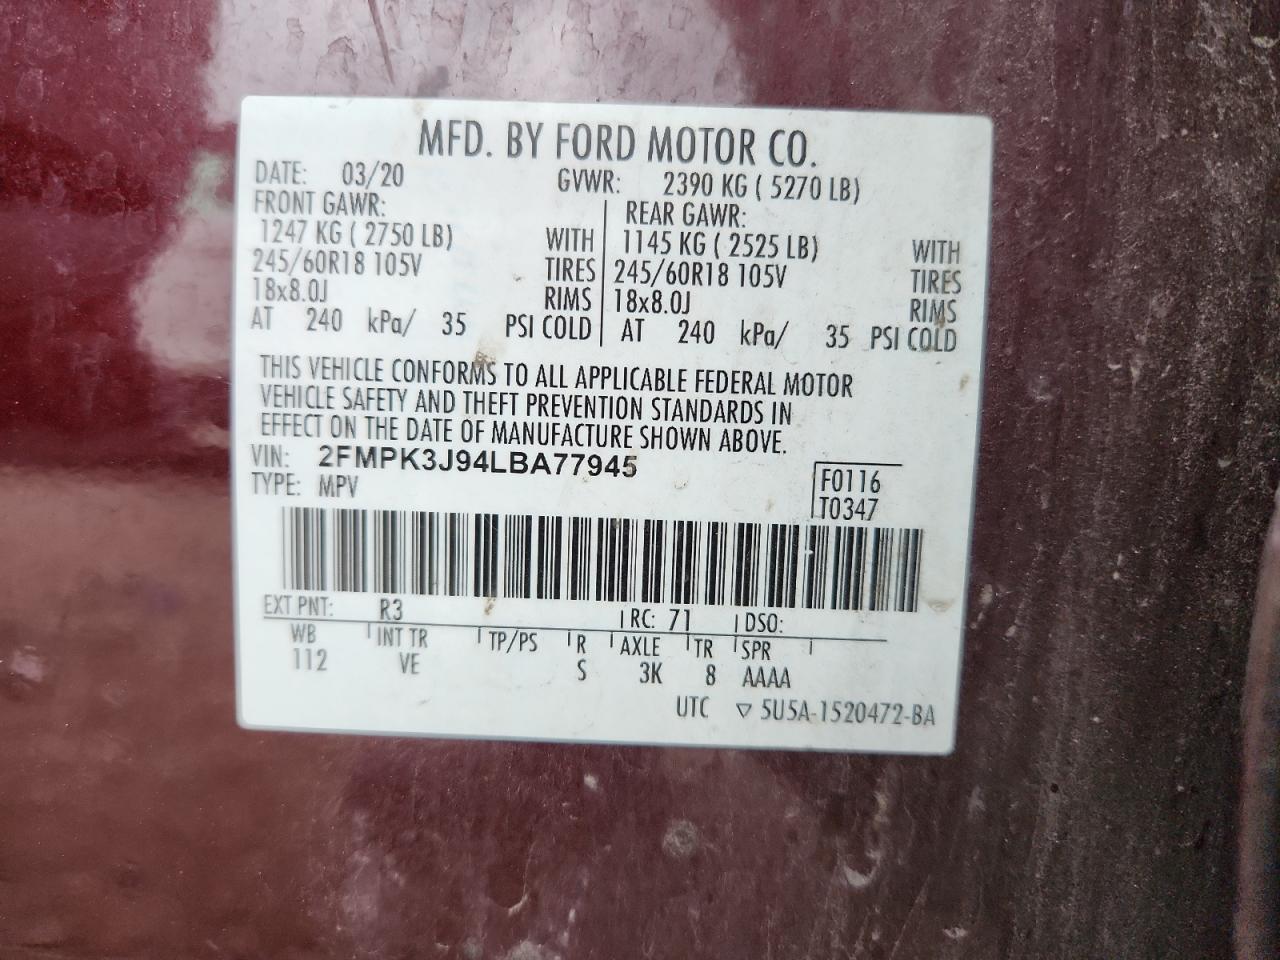 MFD. BY FORD MOTOR CO.
DATE: 03/20 GVWR: 2390 KG ( 5270 LB)
FRONT GAWR: REAR GAWR:
1247 KG ( 2750 LB) WITH 1145 KG ( 2525 LB) WITH
245/60R18 105V TIRES 245/60R18 105V TIRES
18x8.0J RIMS 18x8.0J RIMS
AT 240 kPa/ 35 PSI COLD AT 240 kPa/ 35 PSI COLD
THIS VEHICLE CONFORMS TO ALL APPLICABLE FEDERAL MOTOR
VEHICLE SAFETY AND THEFT PREVENTION STANDARDS IN
EFFECT ON THE DATE OF MANUFACTURE SHOWN ABOVE.
VIN: 2FMPK3J94LBA77945
TYPE: MPV
F0116
T0347
EXT PNT: R3 RC: 71 DSO:
WB INT TR TP/PS R AXLE TR SPR
112 VE S 3K 8 AAAA
UTC ▽ 5U5A-1520472-BA